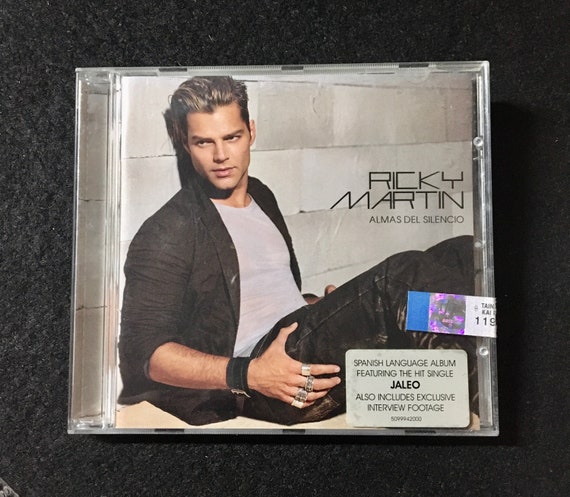 RICKY
MARTIN
ALMAS DEL SILENCIO
119
SPANISH LANGUAGE ALBUM
FEATURING THE HIT SINGLE
JALEO
ALSO INCLUDES EXCLUSIVE
INTERVIEW FOOTAGE
5099942000